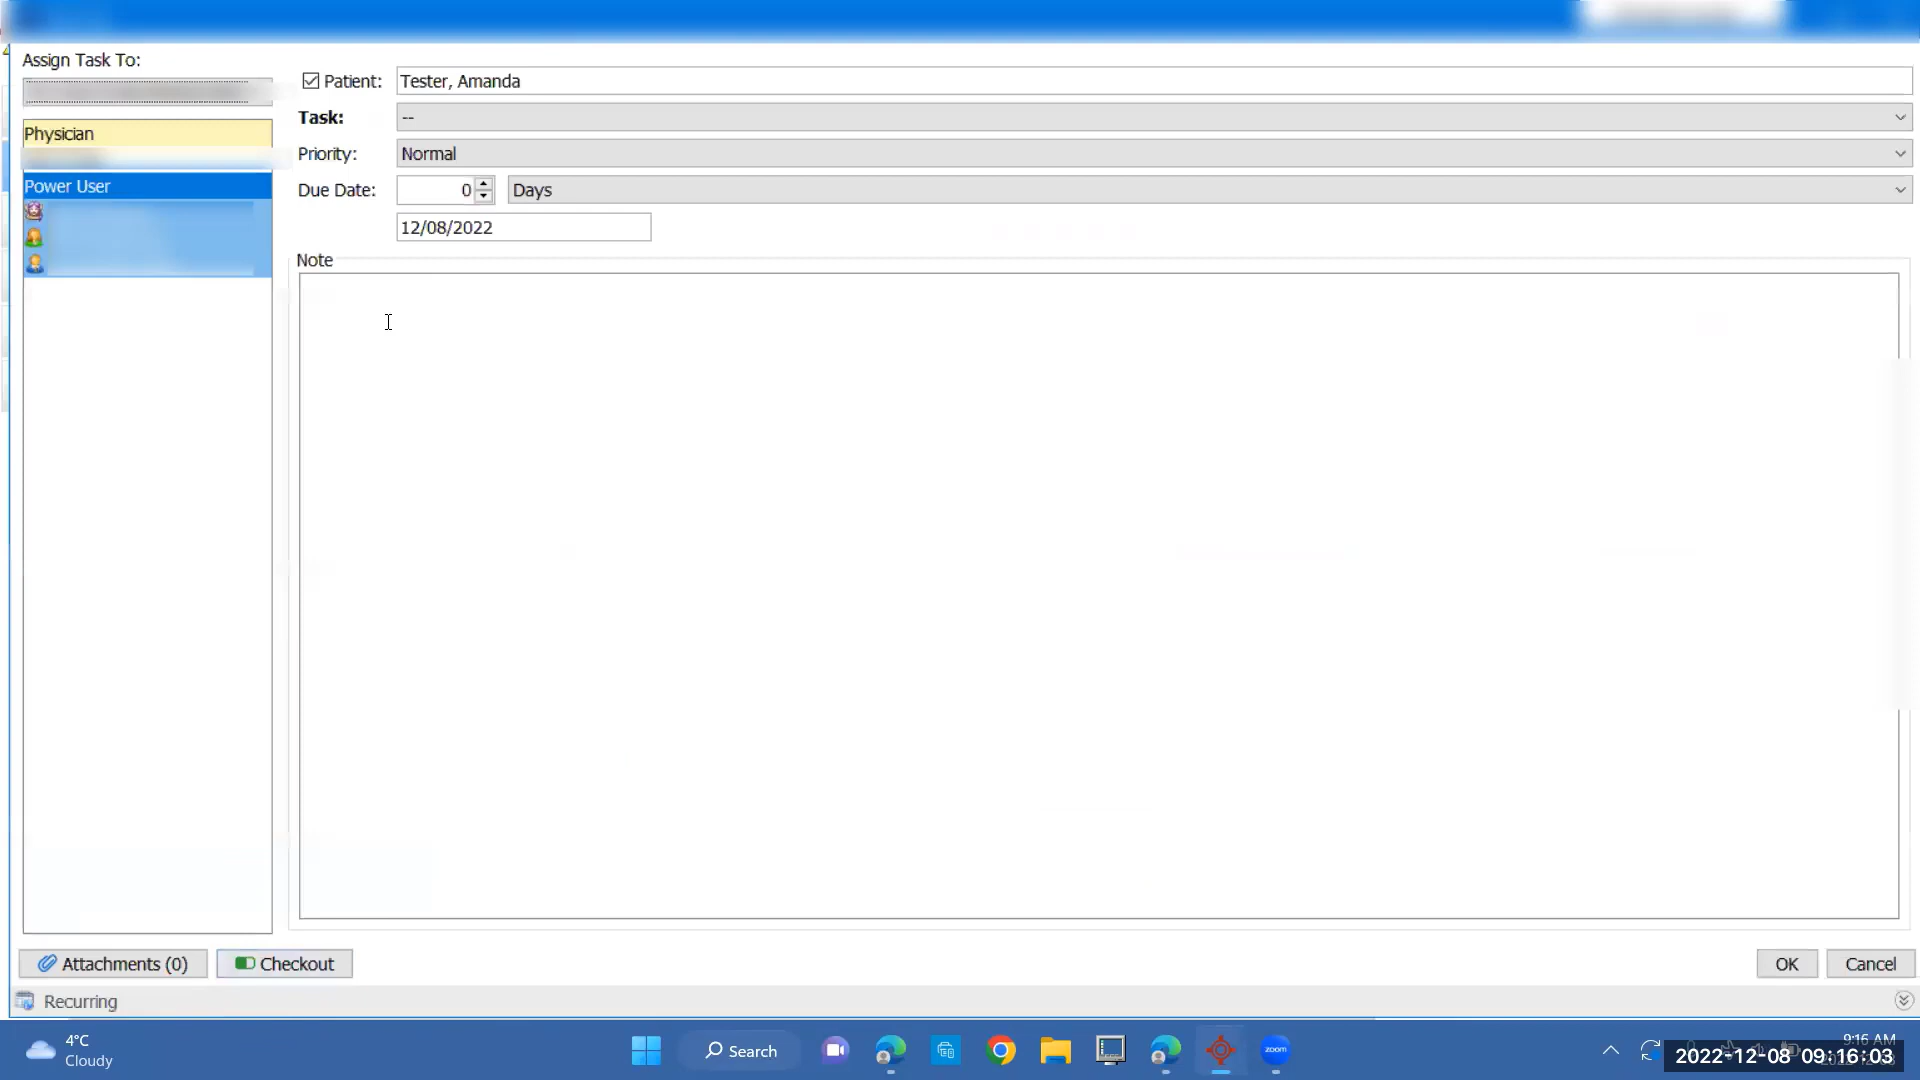 Assign Task To:
Patient: Tester, Amanda
Task: --
Physician
Priority: Normal
Power User
Due Date: 0 Days
12/08/2022
Note
Attachments (0)
Checkout
OK
Cancel
Recurring
4°C
Cloudy
Search
zoom
9:16 AM
2022-12-08 09:16:03